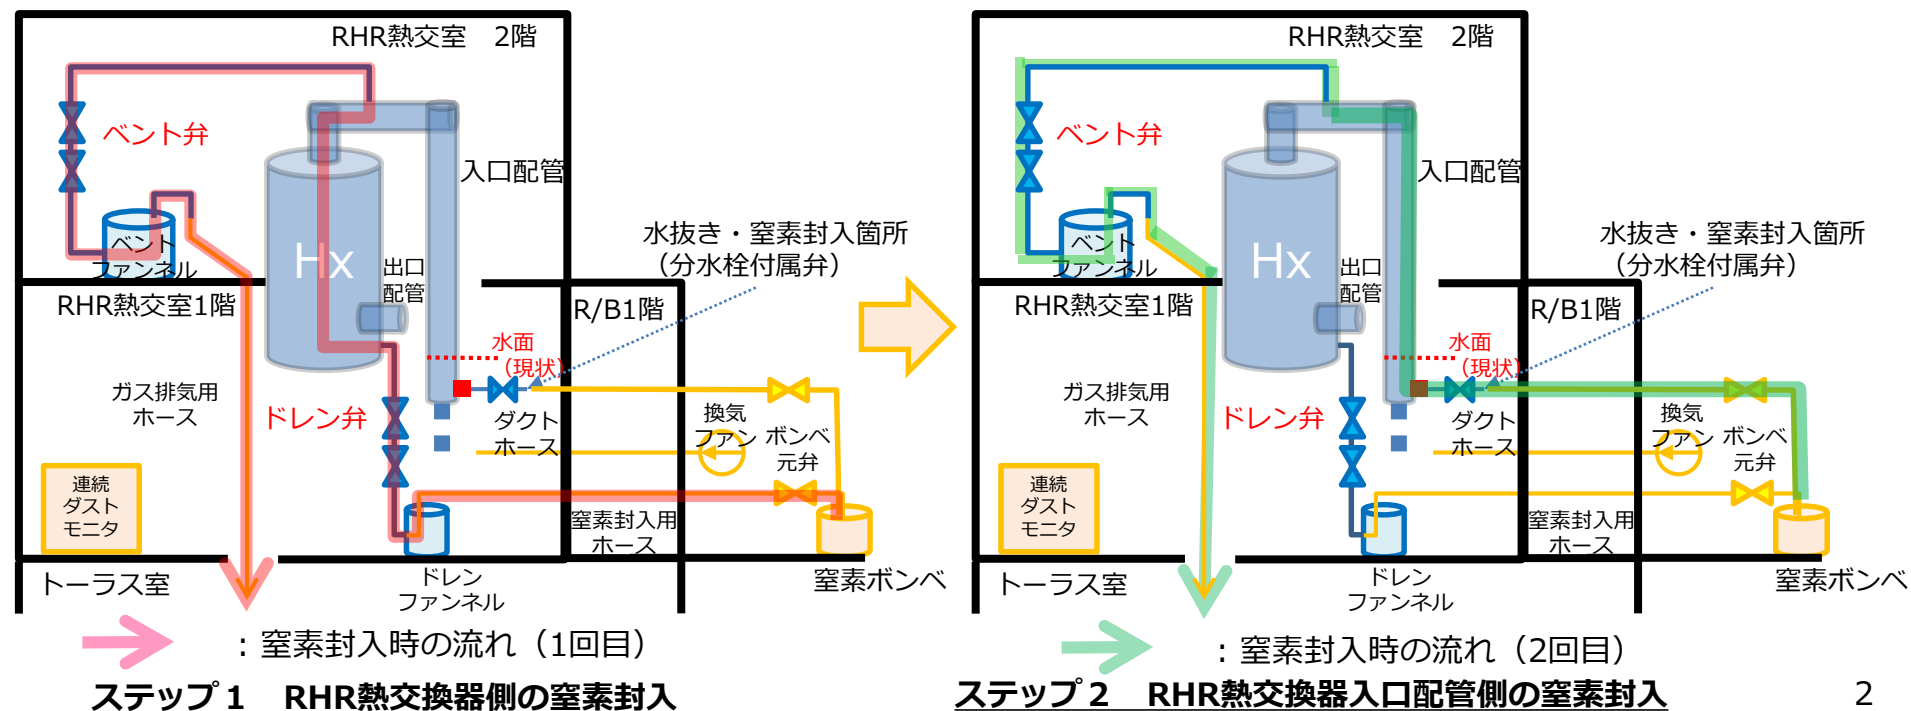 RHR熱交室　2階
ベント弁
入口配管
ベント
ファンネル
Hx
出口
配管
水抜き・窒素封入箇所
（分水栓付属弁）
RHR熱交室1階
R/B1階
水面
（現状）
ガス排気用
ホース
ドレン弁
ダクト
ホース
換気
ファン
ボンベ
元弁
連続
ダスト
モニタ
窒素封入用
ホース
トーラス室
ドレン
ファンネル
窒素ボンベ
：窒素封入時の流れ（1回目）
ステップ１　RHR熱交換器側の窒素封入
RHR熱交室　2階
ベント弁
入口配管
ベント
ファンネル
Hx
出口
配管
水抜き・窒素封入箇所
（分水栓付属弁）
RHR熱交室1階
R/B1階
水面
（現状）
ガス排気用
ホース
ドレン弁
ダクト
ホース
換気
ファン
ボンベ
元弁
連続
ダスト
モニタ
窒素封入用
ホース
トーラス室
ドレン
ファンネル
窒素ボンベ
：窒素封入時の流れ（2回目）
ステップ２　RHR熱交換器入口配管側の窒素封入
2